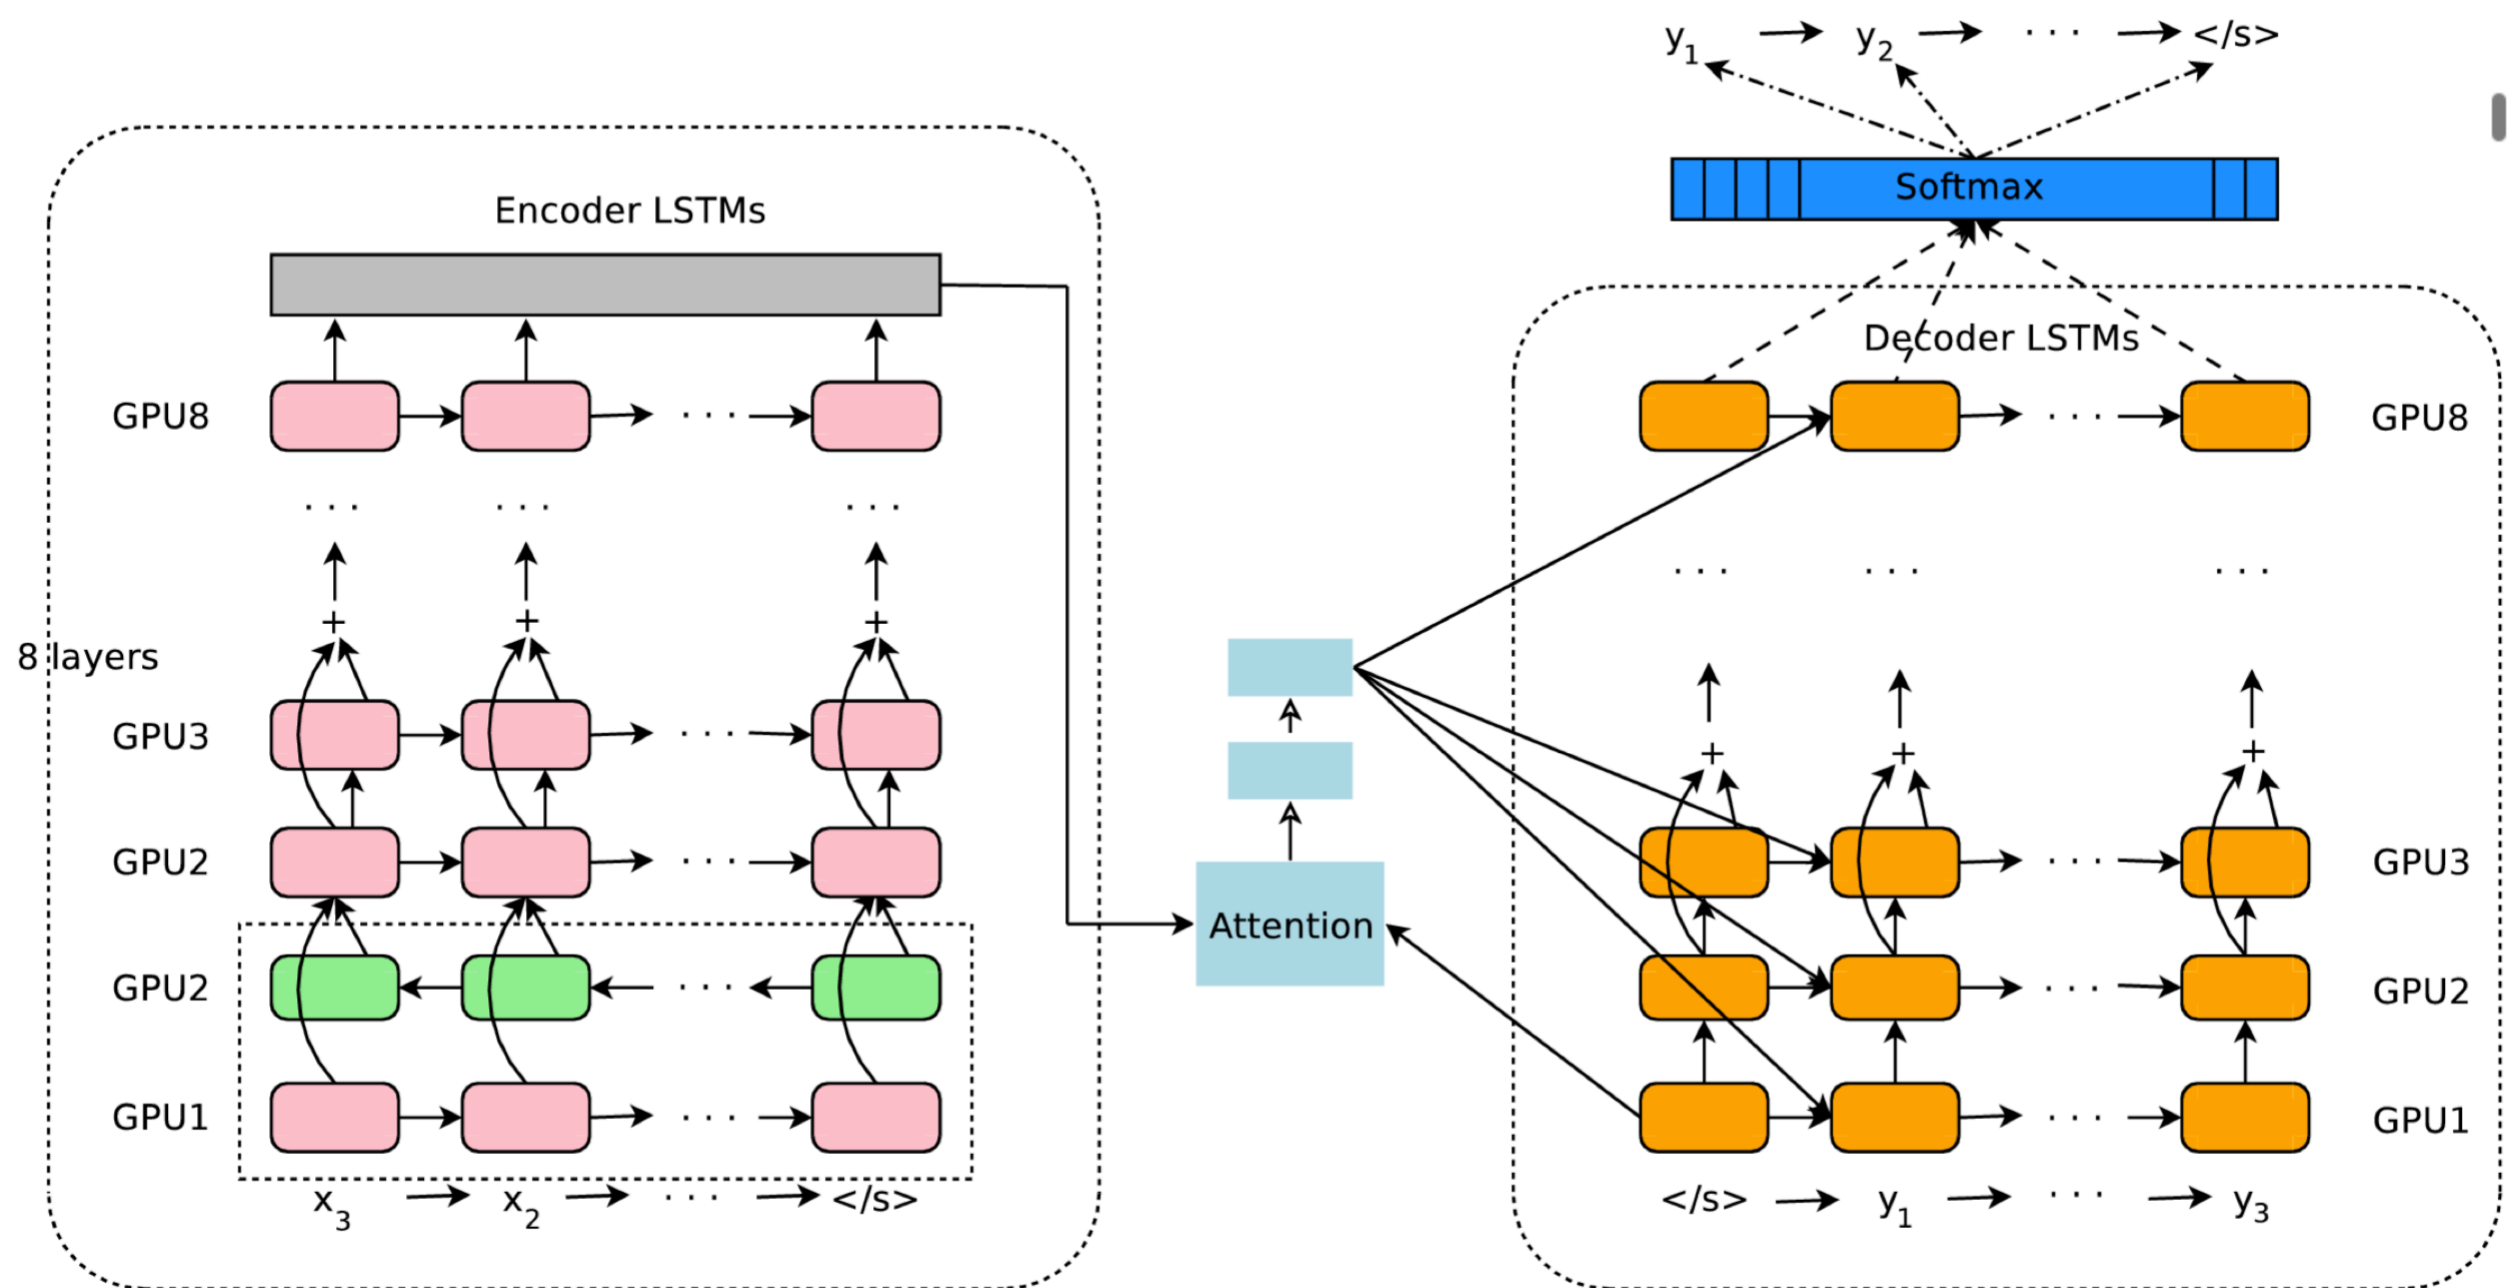 y1 → y2 → ... → </s>
Softmax
Encoder LSTMs
Decoder LSTMs
GPU8 ...
... GPU8
... ... ...
... ... ...
+ + +
8 layers
GPU3 ...
+ + +
GPU2 ...
... GPU3
Attention
GPU2 ...
... GPU2
GPU1 ...
... GPU1
x3 → x2 → ... → </s>
</s> → y1 → ... → y3